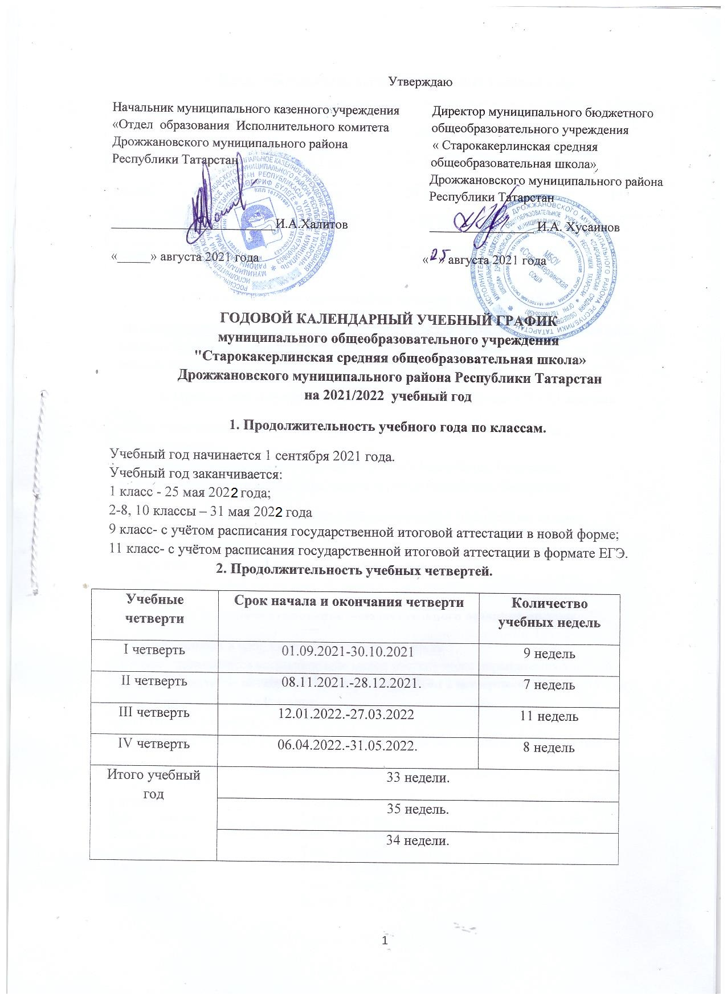 Утверждаю
Начальник муниципального казенного учреждения
«Отдел образования Исполнительного комитета
Дрожжановского муниципального района
Республики Татарстан
И.А.Халитов
«_____» августа 2021 года
Директор муниципального бюджетного
общеобразовательного учреждения
« Старокакерлинская средняя
общеобразовательная школа»
Дрожжановского муниципального района
Республики Татарстан
И.А. Хусаинов
«25» августа 2021 года
МБОУ
«Старокакерлинская
сош»
ГОДОВОЙ КАЛЕНДАРНЫЙ УЧЕБНЫЙ ГРАФИК
муниципального общеобразовательного учреждения
"Старокакерлинская средняя общеобразовательная школа»
Дрожжановского муниципального района Республики Татарстан
на 2021/2022 учебный год
1. Продолжительность учебного года по классам.
Учебный год начинается 1 сентября 2021 года.
Учебный год заканчивается:
1 класс - 25 мая 2022 года;
2-8, 10 классы – 31 мая 2022 года
9 класс- с учётом расписания государственной итоговой аттестации в новой форме;
11 класс- с учётом расписания государственной итоговой аттестации в формате ЕГЭ.
2. Продолжительность учебных четвертей.
Учебные четверти Срок начала и окончания четверти Количество учебных недель
I четверть 01.09.2021-30.10.2021 9 недель
II четверть 08.11.2021.-28.12.2021. 7 недель
III четверть 12.01.2022.-27.03.2022 11 недель
IV четверть 06.04.2022.-31.05.2022. 8 недель
Итого учебный год 33 недели.
35 недель.
34 недели.
1